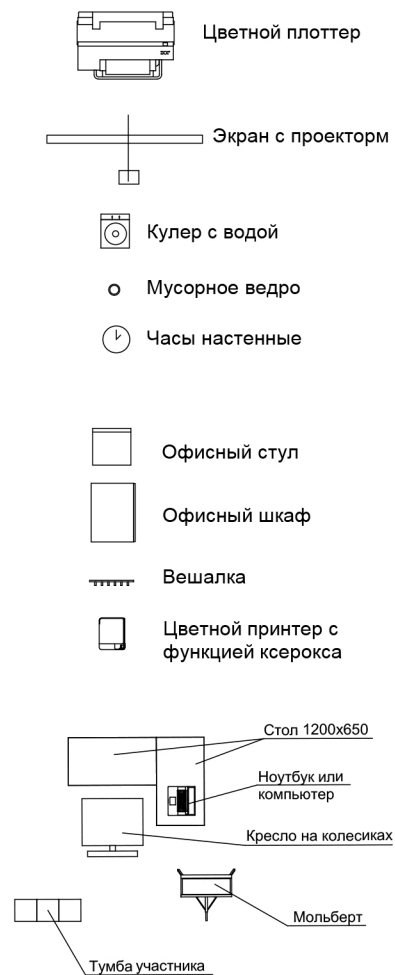 Цветной плоттер
Экран с проектором
Кулер с водой
Мусорное ведро
Часы настенные
Офисный стул
Офисный шкаф
Вешалка
Цветной принтер с
функцией ксерокса
Стол 1200х650
Ноутбук или
компьютер
Кресло на колесиках
Мольберт
Тумба участника